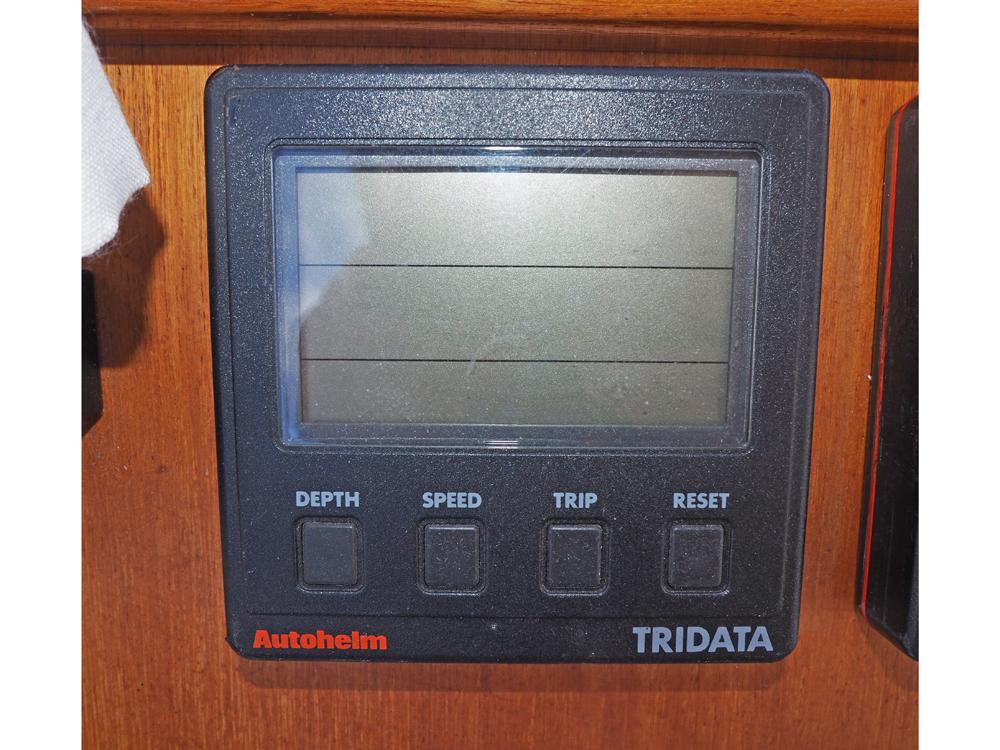 DEPTH SPEED TRIP RESET
Autohelm TRIDATA